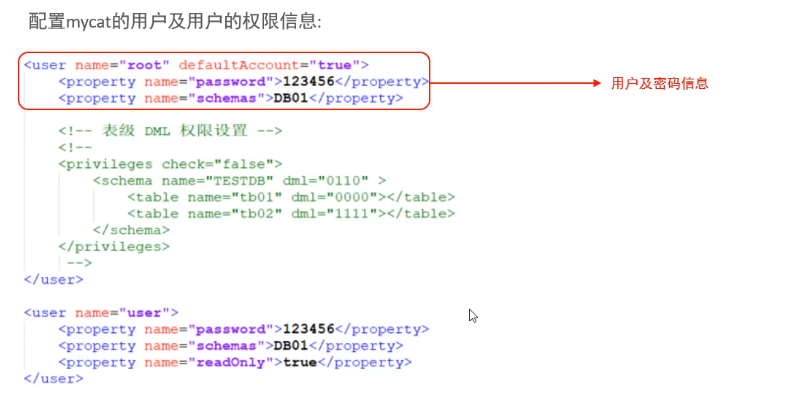 配置mycat的用户及用户的权限信息:
<user name="root" defaultAccount="true">
<property name="password">123456</property>
<property name="schemas">DB01</property>
用户及密码信息
<!-- 表级 DML 权限设置 -->
<!--
<privileges check="false">
<schema name="TESTDB" dml="0110" >
<table name="tb01" dml="0000"></table>
<table name="tb02" dml="1111"></table>
</schema>
</privileges>
-->
</user>
<user name="user">
<property name="password">123456</property>
<property name="schemas">DB01</property>
<property name="readOnly">true</property>
</user>